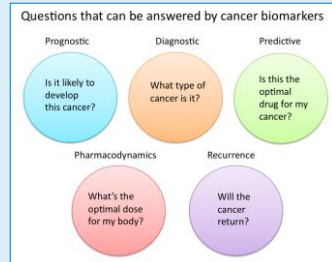 Questions that can be answered by cancer biomarkers
Prognostic
Diagnostic
Predictive
Is it likely to
develop
this cancer?
What type of
cancer is it?
Is this the
optimal
drug for my
cancer?
Pharmacodynamics
Recurrence
What's the
optimal dose
for my body?
Will the
cancer
return?